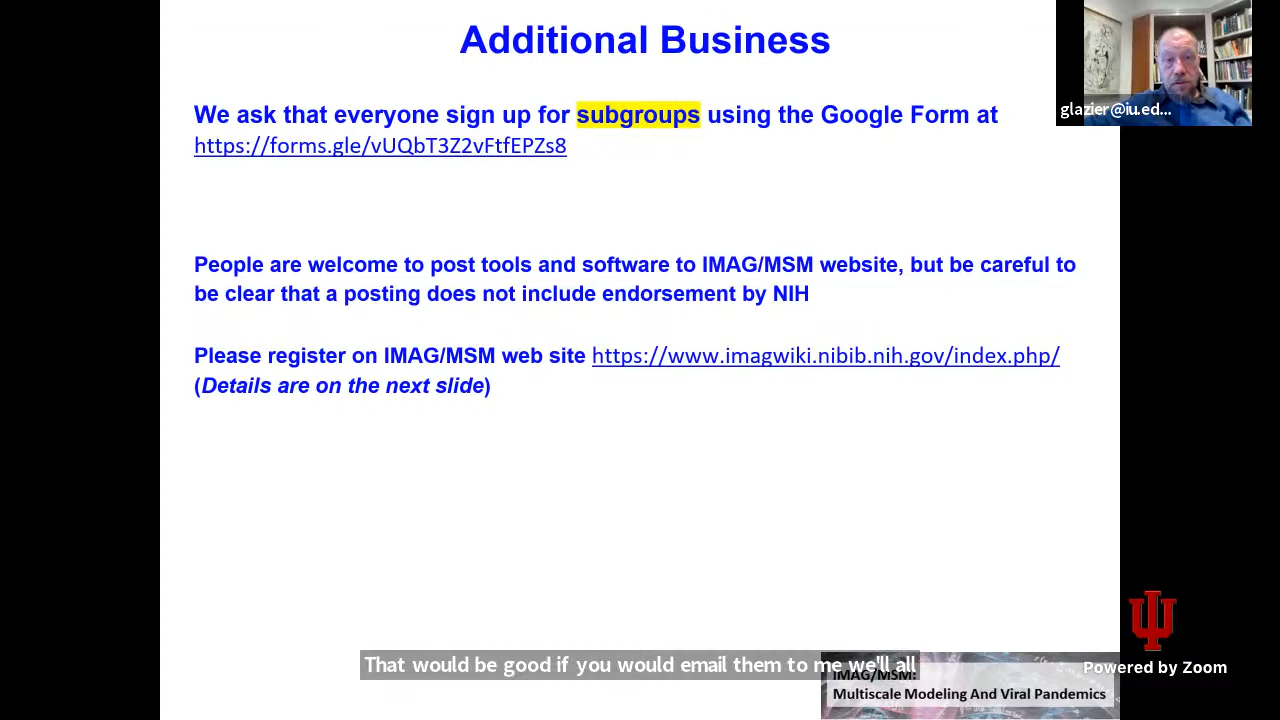 Additional Business
glazier@iu.ed...
We ask that everyone sign up for subgroups using the Google Form at
https://forms.gle/vUQbT3Z2vFtfEPZs8
People are welcome to post tools and software to IMAG/MSM website, but be careful to
be clear that a posting does not include endorsement by NIH
Please register on IMAG/MSM web site https://www.imagwiki.nibib.nih.gov/index.php/
(Details are on the next slide)
That would be good if you would email them to me we'll all
Powered by Zoom
IMAG/MSM:
Multiscale Modeling And Viral Pandemics